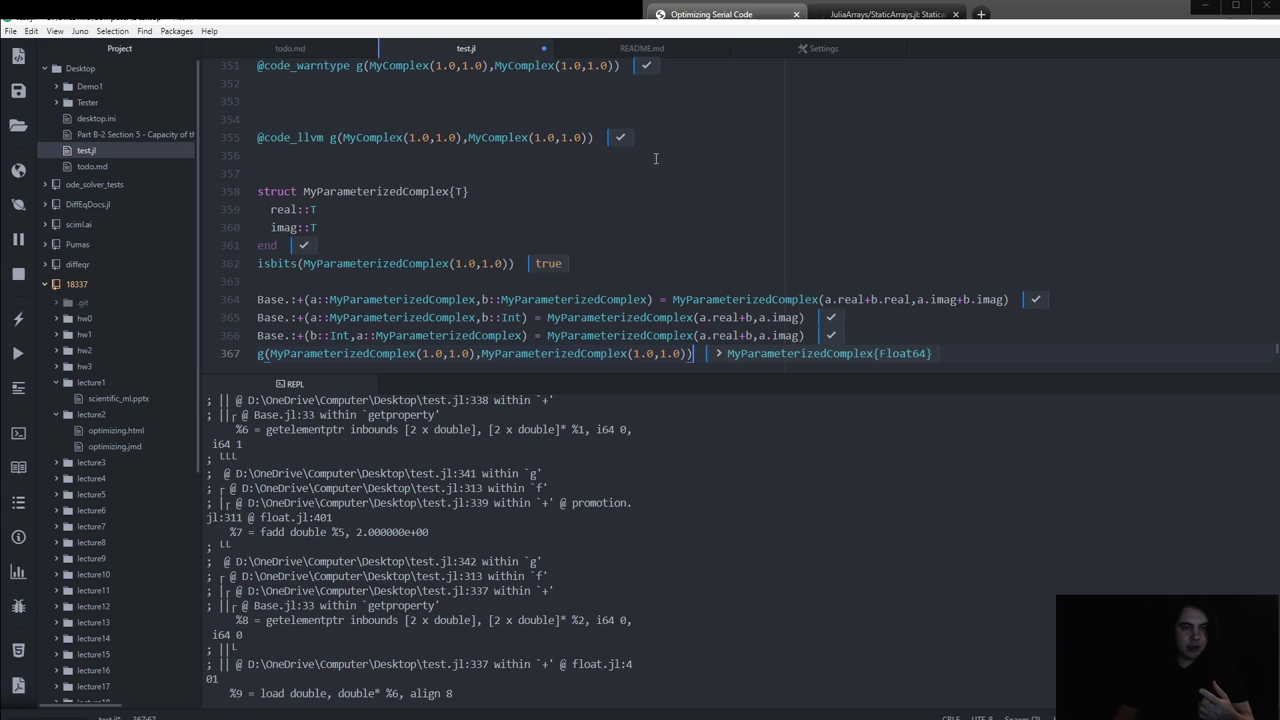 Optimizing Serial Code
JuliaArrays/StaticArrays.jl: Statica
File Edit View Juno Selection Find Packages Help
Project
todo.md
test.jl
README.md
Settings
Desktop
Demo1
Tester
desktop.ini
Part B-2 Section 5 - Capacity of th
test.jl
todo.md
ode_solver_tests
DiffEqDocs.jl
sciml.ai
Pumas
diffeqr
18337
.git
hw0
hw1
hw2
hw3
lecture1
scientific_ml.pptx
lecture2
optimizing.html
optimizing.jmd
lecture3
lecture4
lecture5
lecture6
lecture7
lecture8
lecture9
lecture10
lecture11
lecture12
lecture13
lecture14
lecture15
lecture16
lecture17
351 @code_warntype g(MyComplex(1.0,1.0),MyComplex(1.0,1.0))
352
353
354
355 @code_llvm g(MyComplex(1.0,1.0),MyComplex(1.0,1.0))
356
357
358 struct MyParameterizedComplex{T}
359 real::T
360 imag::T
361 end
362 isbits(MyParameterizedComplex(1.0,1.0)) true
363
364 Base.:+(a::MyParameterizedComplex,b::MyParameterizedComplex) = MyParameterizedComplex(a.real+b.real,a.imag+b.imag)
365 Base.:+(a::MyParameterizedComplex,b::Int) = MyParameterizedComplex(a.real+b,a.imag)
366 Base.:+(b::Int,a::MyParameterizedComplex) = MyParameterizedComplex(a.real+b,a.imag)
367 g(MyParameterizedComplex(1.0,1.0),MyParameterizedComplex(1.0,1.0)) > MyParameterizedComplex{Float64}
REPL
; ││ @ D:\OneDrive\Computer\Desktop\test.jl:338 within `+'
; ││┌ @ Base.jl:33 within `getproperty'
%6 = getelementptr inbounds [2 x double], [2 x double]* %1, i64 0,
i64 1
; └└└
; @ D:\OneDrive\Computer\Desktop\test.jl:341 within `g'
; ┌ @ D:\OneDrive\Computer\Desktop\test.jl:313 within `f'
; │┌ @ D:\OneDrive\Computer\Desktop\test.jl:339 within `+' @ promotion.
jl:311 @ float.jl:401
%7 = fadd double %5, 2.000000e+00
; └└
; @ D:\OneDrive\Computer\Desktop\test.jl:342 within `g'
; ┌ @ D:\OneDrive\Computer\Desktop\test.jl:313 within `f'
; │┌ @ D:\OneDrive\Computer\Desktop\test.jl:337 within `+'
; ││┌ @ Base.jl:33 within `getproperty'
%8 = getelementptr inbounds [2 x double], [2 x double]* %2, i64 0,
i64 0
; ││└
; ││ @ D:\OneDrive\Computer\Desktop\test.jl:337 within `+' @ float.jl:4
01
%9 = load double, double* %6, align 8